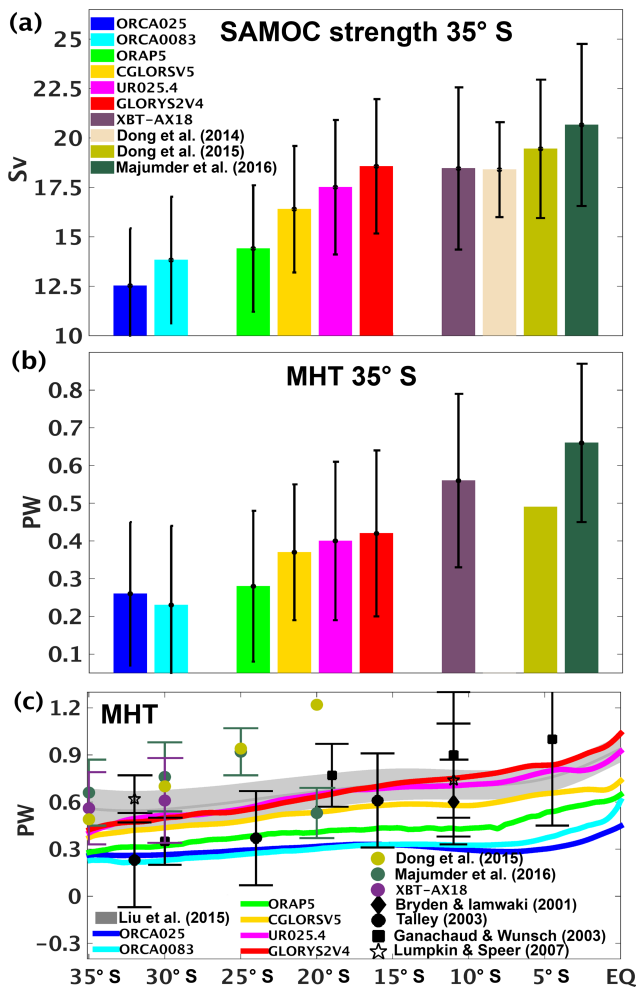 (a)
SAMOC strength 35° S
ORCA025
ORCA0083
ORAP5
CGLORSV5
UR025.4
GLORYS2V4
XBT-AX18
Dong et al. (2014)
Dong et al. (2015)
Majumder et al. (2016)
Sv
25
22.5
20
17.5
15
12.5
10
(b)
MHT 35° S
PW
0.8
0.7
0.6
0.5
0.4
0.3
0.2
0.1
(c)
MHT
PW
1.2
0.9
0.6
0.3
0
-0.3
Dong et al. (2015)
Majumder et al. (2016)
XBT-AX18
Bryden & Iamwaki (2001)
Talley (2003)
Ganachaud & Wunsch (2003)
Lumpkin & Speer (2007)
Liu et al. (2015)
ORCA025
ORCA0083
ORAP5
CGLORSV5
UR025.4
GLORYS2V4
35° S 30° S 25° S 20° S 15° S 10° S 5° S EQ